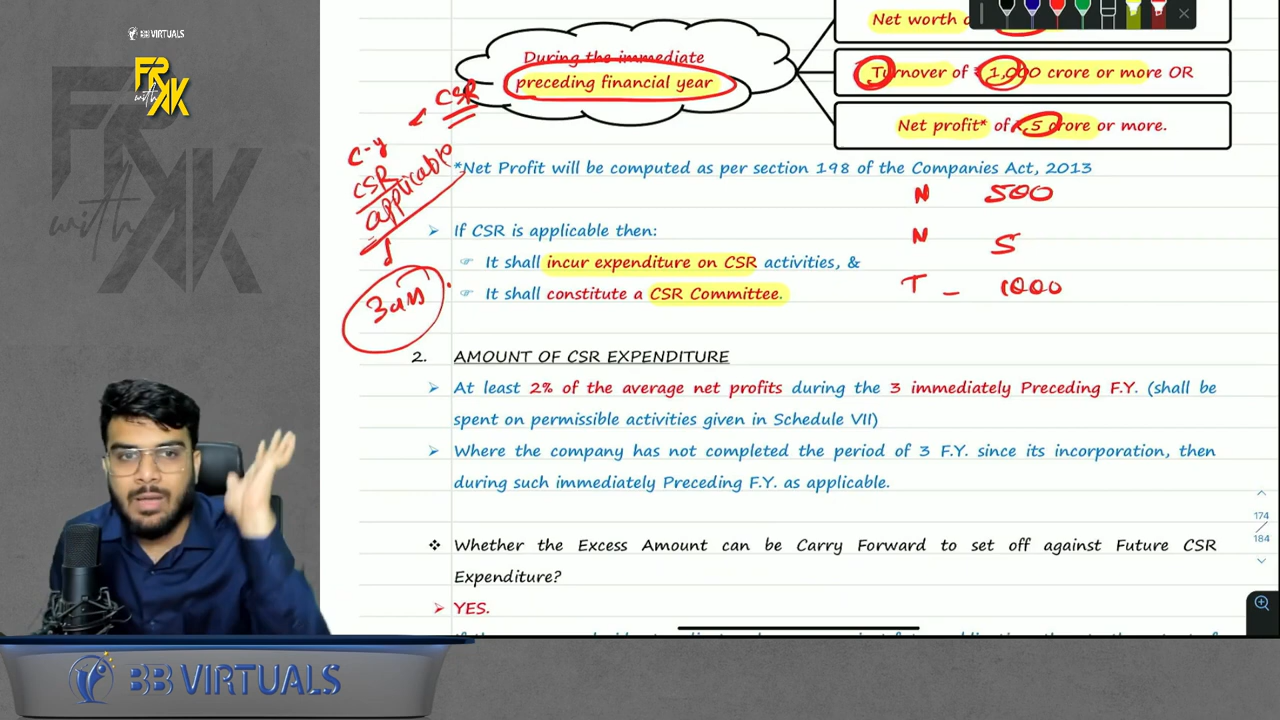 BB VIRTUALS
FR
with AK
FR
with AK
Net worth
During the immediate
preceding financial year
Turnover of ₹ 1,000 crore or more OR
Net profit* of ₹ 5 crore or more.
CSR
C-y
CSR
applicable
*Net Profit will be computed as per section 198 of the Companies Act, 2013
N 500
N 5
T - 1000
➢ If CSR is applicable then:
☞ It shall incur expenditure on CSR activities, &
☞ It shall constitute a CSR Committee.
2. AMOUNT OF CSR EXPENDITURE
➢ At least 2% of the average net profits during the 3 immediately Preceding F.Y. (shall be
spent on permissible activities given in Schedule VII)
➢ Where the company has not completed the period of 3 F.Y. since its incorporation, then
during such immediately Preceding F.Y. as applicable.
❖ Whether the Excess Amount can be Carry Forward to set off against Future CSR
Expenditure?
➢ YES.
174
184
BB VIRTUALS